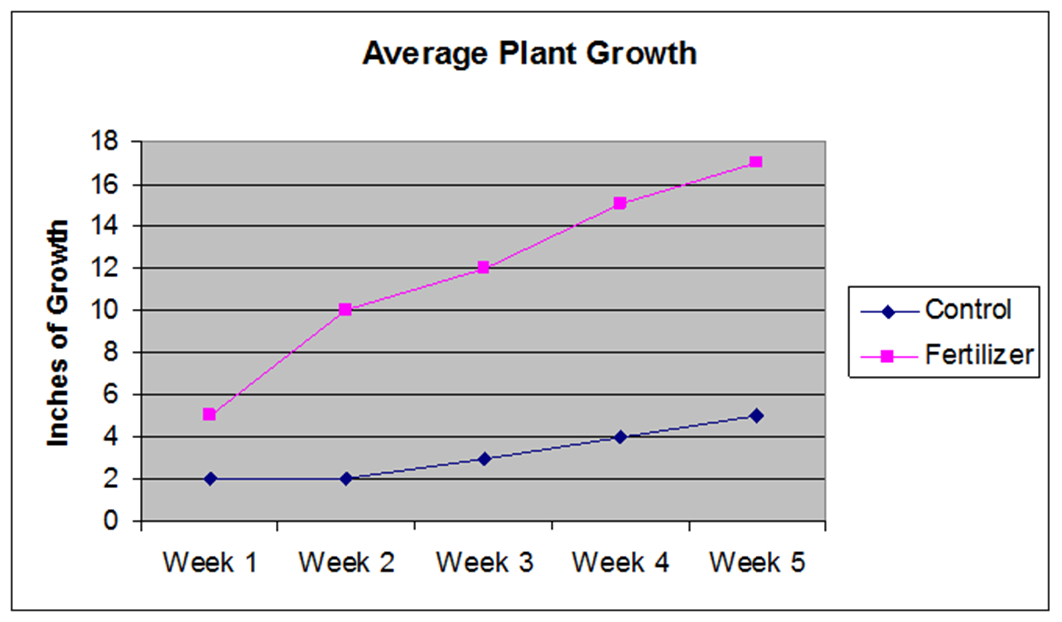 Average Plant Growth
Inches of Growth
18
16
14
12
10
8
6
4
2
0
Week 1 Week 2 Week 3 Week 4 Week 5
Control
Fertilizer